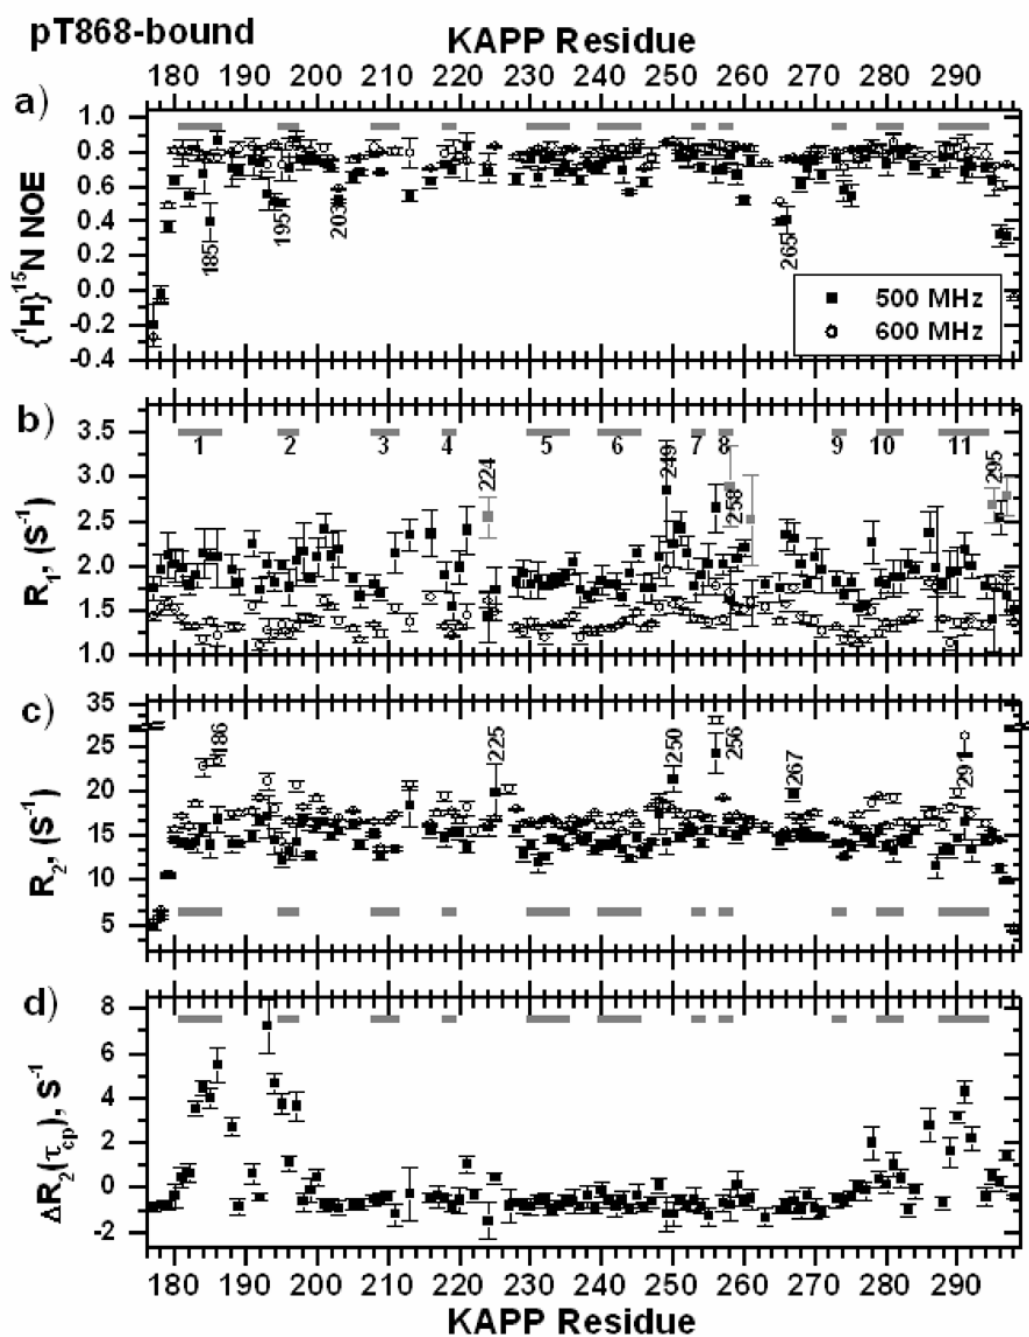 pT868-bound
KAPP Residue
180 190 200 210 220 230 240 250 260 270 280 290
a)
{¹H}¹⁵N NOE
1.0
0.8
0.6
0.4
0.2
0.0
-0.2
-0.4
185
195
203
265
500 MHz
600 MHz
b)
R₁, (S⁻¹)
3.5
3.0
2.5
2.0
1.5
1.0
1 2 3 4 5 6 7 8 9 10 11
224
249
258
295
c)
R₂, (S⁻¹)
35
25
20
15
10
5
186
225
250
256
267
291
d)
ΔR₂(τcp), S⁻¹
8
6
4
2
0
-2
180 190 200 210 220 230 240 250 260 270 280 290
KAPP Residue